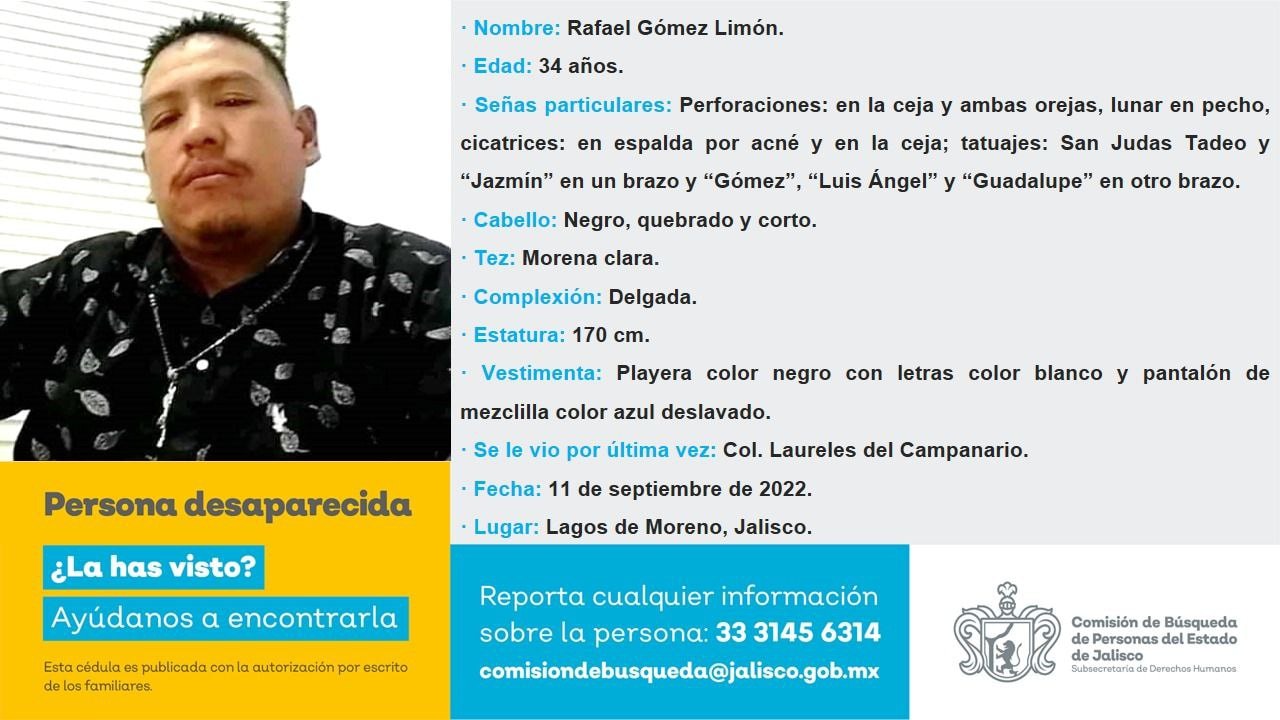 · Nombre: Rafael Gómez Limón.
· Edad: 34 años.
· Señas particulares: Perforaciones: en la ceja y ambas orejas, lunar en pecho,
cicatrices: en espalda por acné y en la ceja; tatuajes: San Judas Tadeo y
“Jazmín” en un brazo y “Gómez”, “Luis Ángel” y “Guadalupe” en otro brazo.
· Cabello: Negro, quebrado y corto.
· Tez: Morena clara.
· Complexión: Delgada.
· Estatura: 170 cm.
· Vestimenta: Playera color negro con letras color blanco y pantalón de
mezclilla color azul deslavado.
· Se le vio por última vez: Col. Laureles del Campanario.
· Fecha: 11 de septiembre de 2022.
· Lugar: Lagos de Moreno, Jalisco.
Persona desaparecida
¿La has visto?
Ayúdanos a encontrarla
Esta cédula es publicada con la autorización por escrito
de los familiares.
Reporta cualquier información
sobre la persona: 33 3145 6314
comisiondebusqueda@jalisco.gob.mx
Comisión de Búsqueda
de Personas del Estado
de Jalisco
Subsecretaría de Derechos Humanos